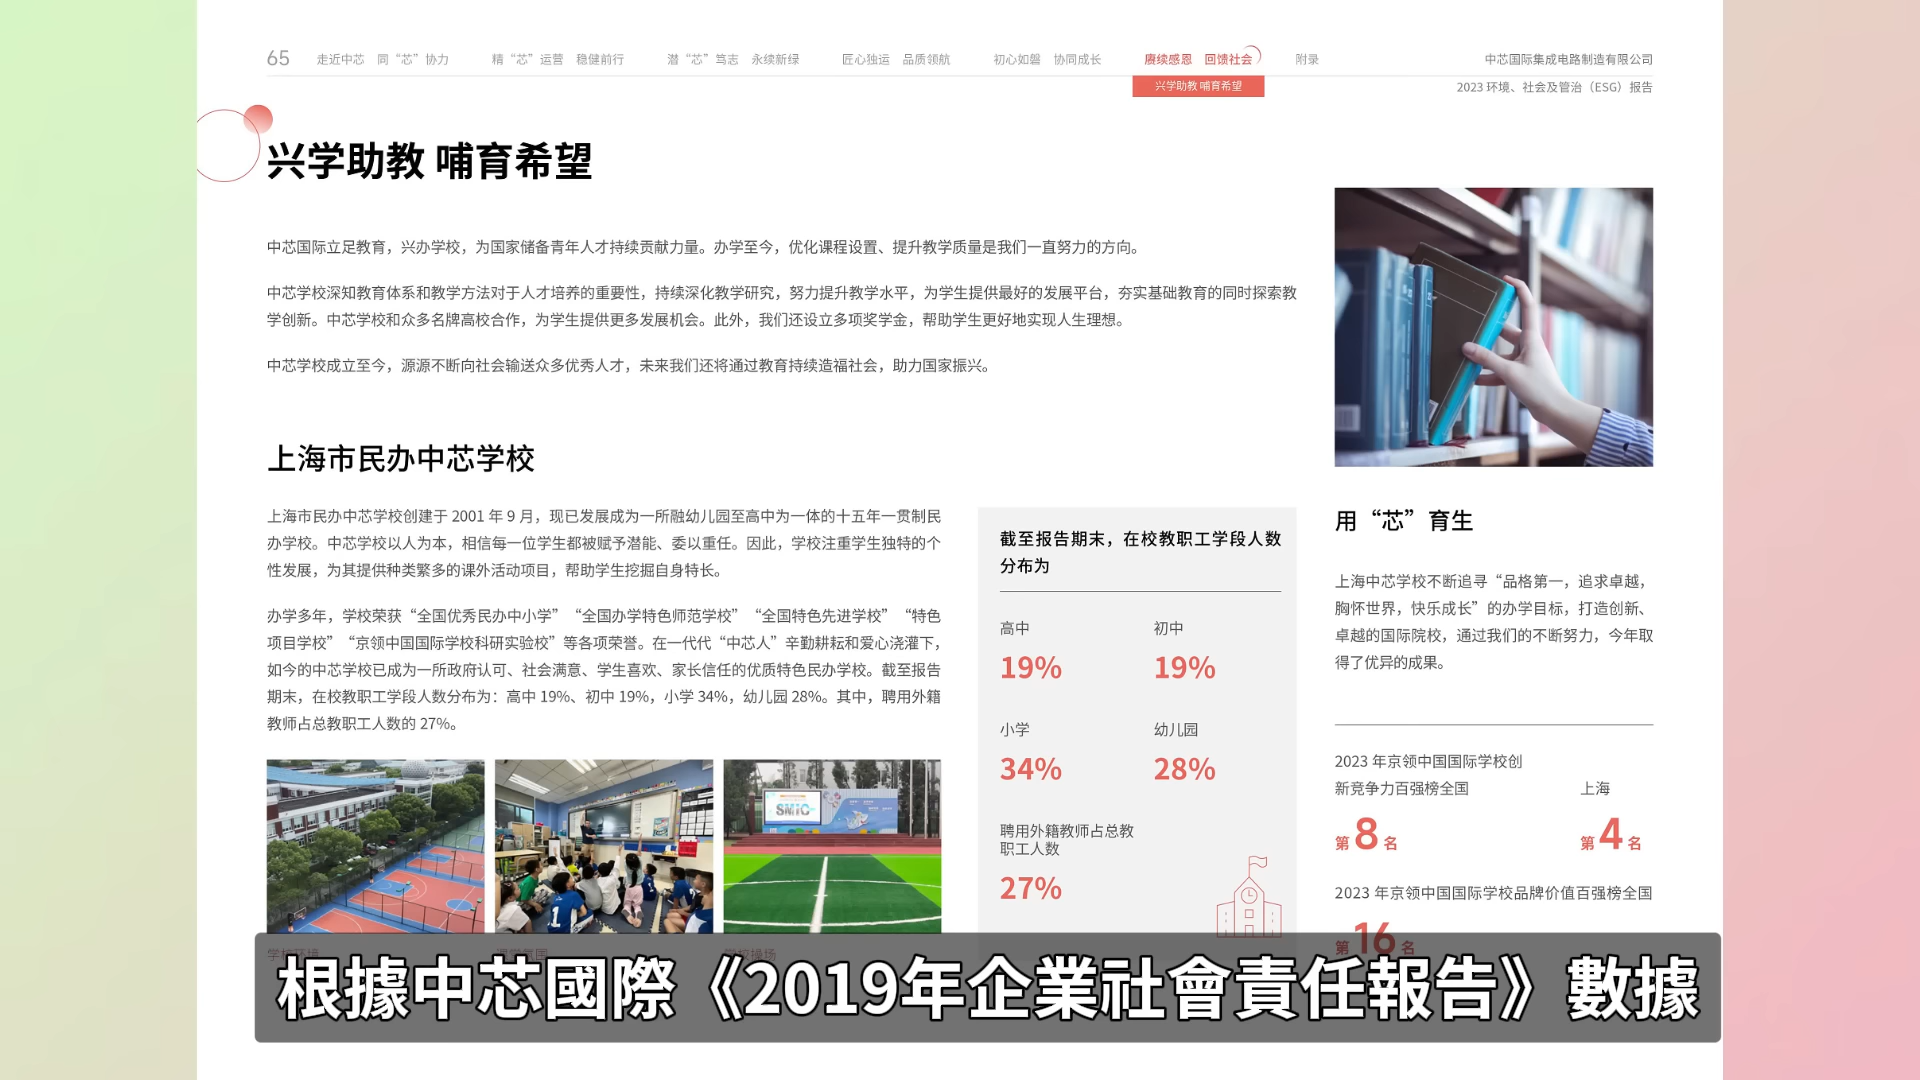 65
走近中芯 同“芯”协力
精“芯”运营 稳健前行
潜“芯”笃志 永续新绿
匠心独运 品质领航
初心如磐 协同成长
赓续感恩 回馈社会
附录
中芯国际集成电路制造有限公司
兴学助教 哺育希望
2023 环境、社会及管治（ESG）报告
兴学助教 哺育希望
中芯国际立足教育，兴办学校，为国家储备青年人才持续贡献力量。办学至今，优化课程设置、提升教学质量是我们一直努力的方向。
中芯学校深知教育体系和教学方法对于人才培养的重要性，持续深化教学研究，努力提升教学水平，为学生提供最好的发展平台，夯实基础教育的同时探索教
学创新。中芯学校和众多名牌高校合作，为学生提供更多发展机会。此外，我们还设立多项奖学金，帮助学生更好地实现人生理想。
中芯学校成立至今，源源不断向社会输送众多优秀人才，未来我们还将通过教育持续造福社会，助力国家振兴。
上海市民办中芯学校
上海市民办中芯学校创建于 2001 年 9 月，现已发展成为一所融幼儿园至高中为一体的十五年一贯制民
办学校。中芯学校以人为本，相信每一位学生都被赋予潜能、委以重任。因此，学校注重学生独特的个
性发展，为其提供种类繁多的课外活动项目，帮助学生挖掘自身特长。
办学多年，学校荣获“全国优秀民办中小学”“全国办学特色师范学校”“全国特色先进学校”“特色
项目学校”“京领中国国际学校科研实验校”等各项荣誉。在一代代“中芯人”辛勤耕耘和爱心浇灌下，
如今的中芯学校已成为一所政府认可、社会满意、学生喜欢、家长信任的优质特色民办学校。截至报告
期末，在校教职工学段人数分布为：高中 19%、初中 19%，小学 34%，幼儿园 28%。其中，聘用外籍
教师占总教职工人数的 27%。
SMIC
学校环境
课堂氛围
学校操场
截至报告期末，在校教职工学段人数
分布为
高中
初中
19%
19%
小学
幼儿园
34%
28%
聘用外籍教师占总教
职工人数
27%
用“芯”育生
上海中芯学校不断追寻“品格第一，追求卓越，
胸怀世界，快乐成长”的办学目标，打造创新、
卓越的国际院校，通过我们的不断努力，今年取
得了优异的成果。
2023 年京领中国国际学校创
新竞争力百强榜全国
上海
第 8 名
第 4 名
2023 年京领中国国际学校品牌价值百强榜全国
第 16 名
根據中芯國際《2019年企業社會責任報告》數據